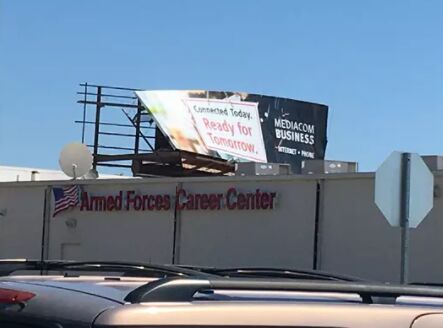 Connected Today.
Ready for
Tomorrow.
MEDIACOM
BUSINESS
INTERNET • PHONE
Armed Forces Career Center